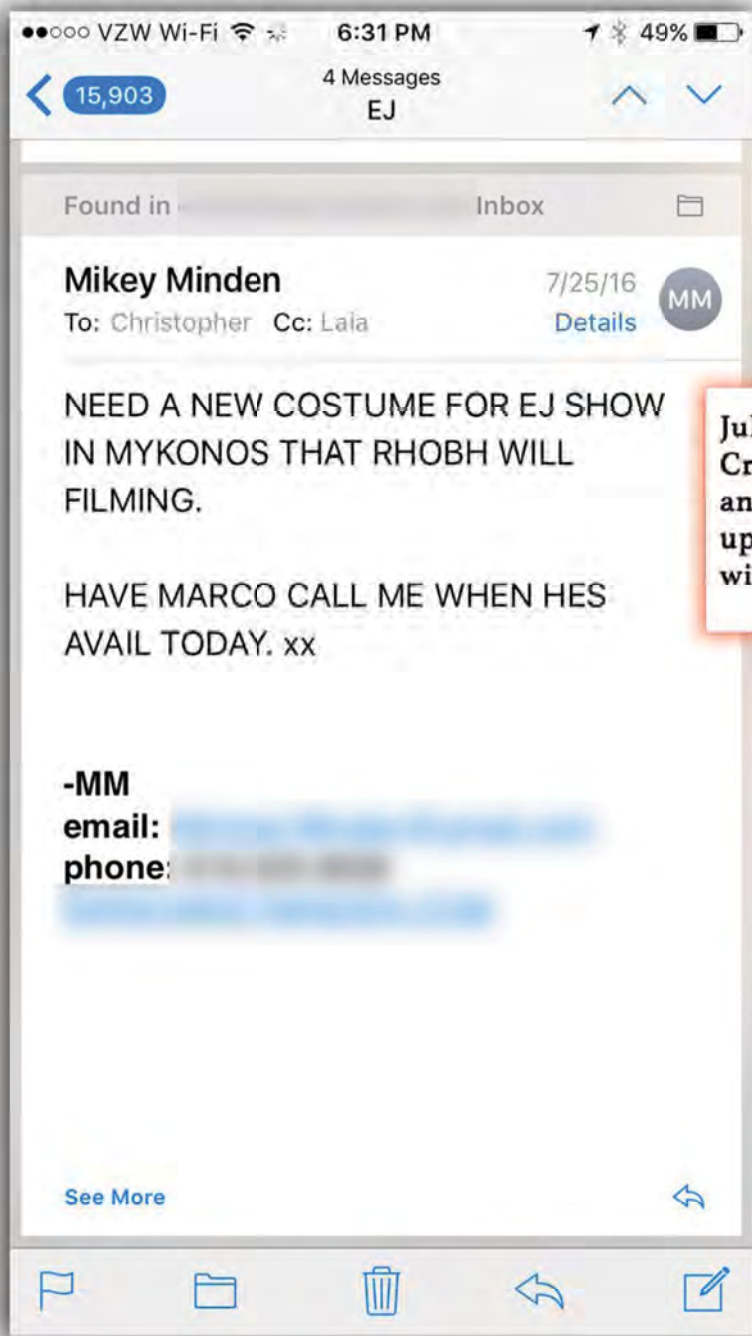 VZW Wi-Fi 6:31 PM 49%
15,903
4 Messages
EJ
Found in Inbox
Mikey Minden 7/25/16
MM
To: Christopher Cc: Laia
Details
NEED A NEW COSTUME FOR EJ SHOW
IN MYKONOS THAT RHOBH WILL
FILMING.
HAVE MARCO CALL ME WHEN HES
AVAIL TODAY. xx
-MM
email:
phone:
See More